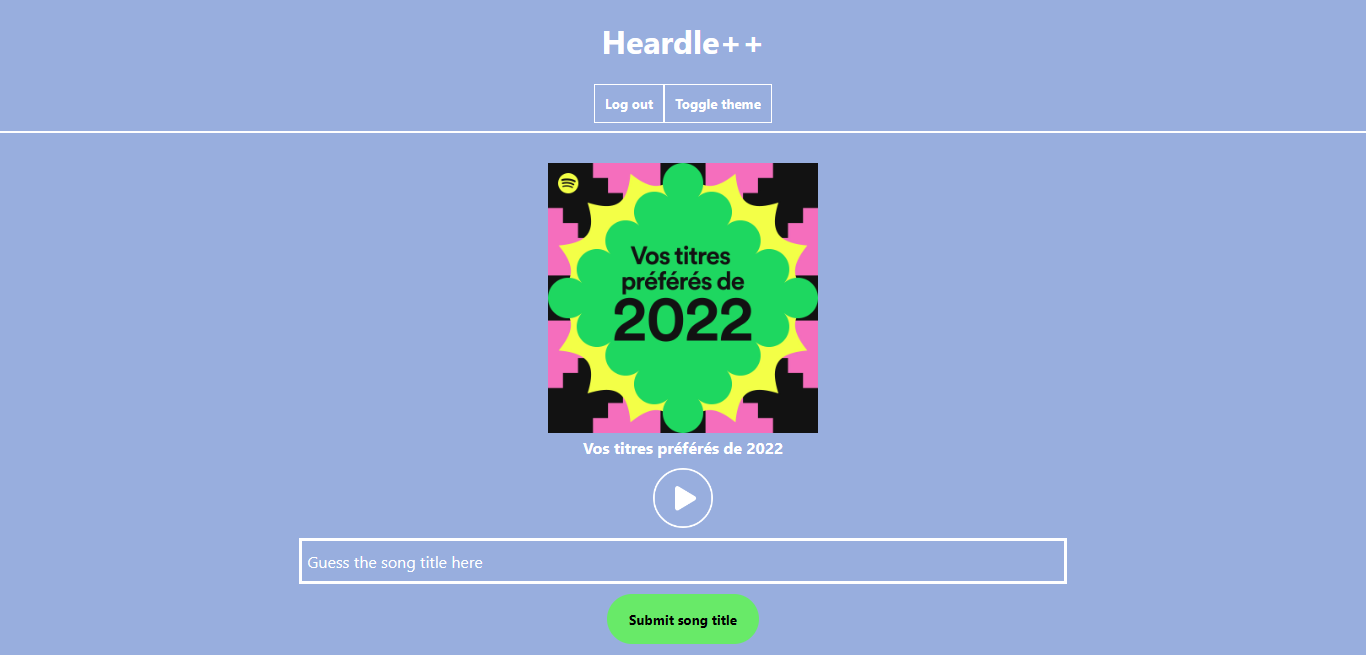 Heardle++
Log out
Toggle theme
Vos titres
préférés de
2022
Vos titres préférés de 2022
Guess the song title here
Submit song title